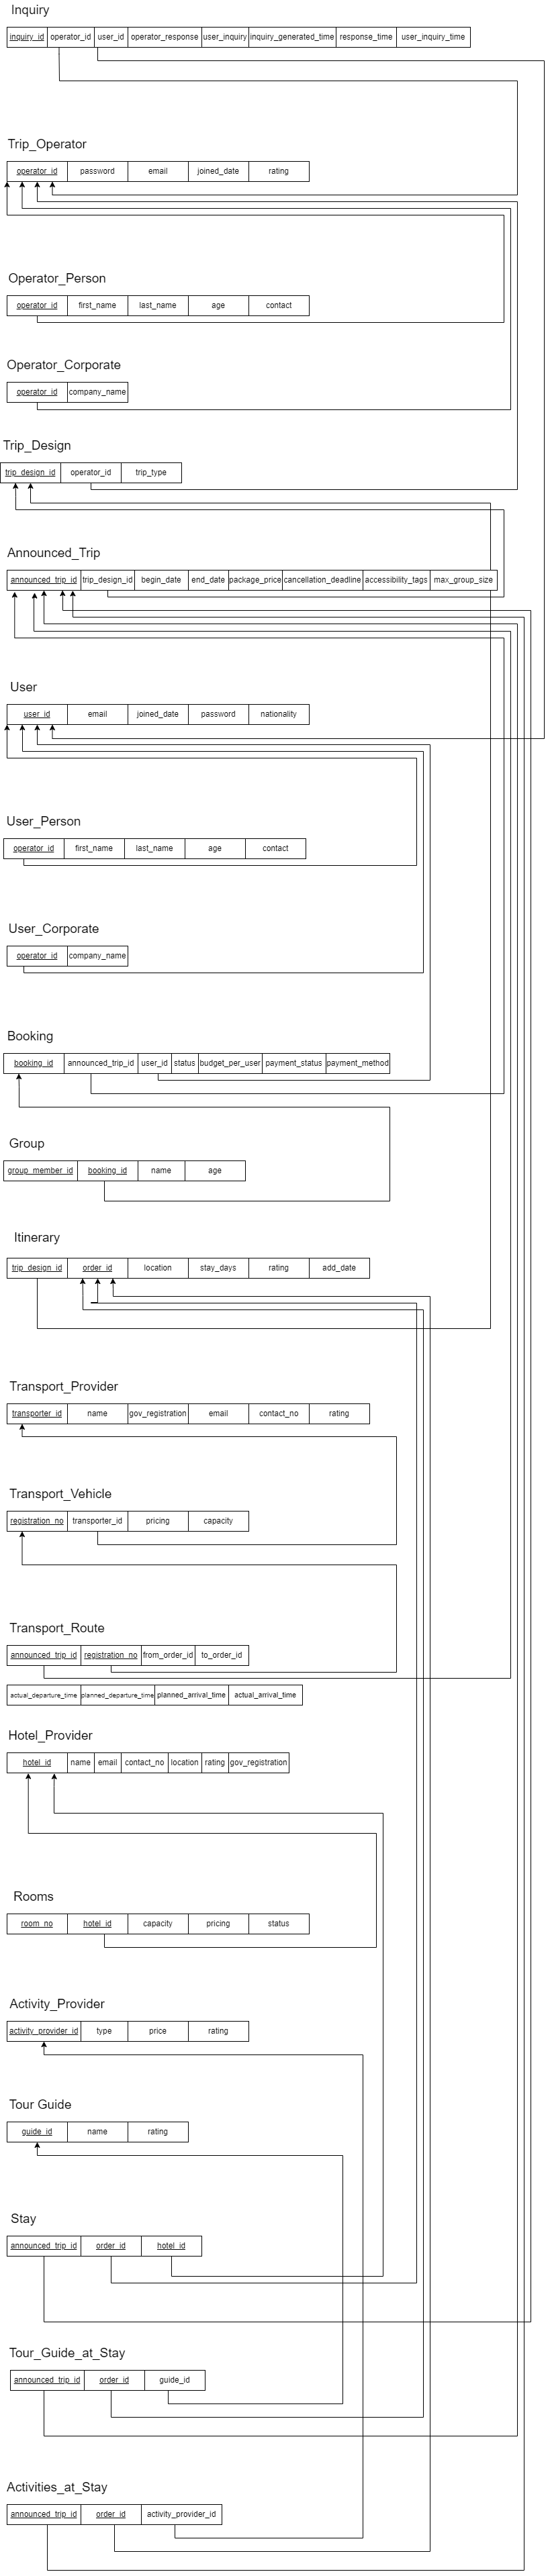 Inquiry
inquiry_id operator_id user_id operator_response user_inquiry inquiry_generated_time response_time user_inquiry_time
Trip_Operator
operator_id password email joined_date rating
Operator_Person
operator_id first_name last_name age contact
Operator_Corporate
operator_id company_name
Trip_Design
trip_design_id operator_id trip_type
Announced_Trip
announced_trip_id trip_design_id begin_date end_date package_price cancellation_deadline accessibility_tags max_group_size
User
user_id email joined_date password nationality
User_Person
operator_id first_name last_name age contact
User_Corporate
operator_id company_name
Booking
booking_id announced_trip_id user_id status budget_per_user payment_status payment_method
Group
group_member_id booking_id name age
Itinerary
trip_design_id order_id location stay_days rating add_date
Transport_Provider
transporter_id name gov_registration email contact_no rating
Transport_Vehicle
registration_no transporter_id pricing capacity
Transport_Route
announced_trip_id registration_no from_order_id to_order_id
actual_departure_time planned_departure_time planned_arrival_time actual_arrival_time
Hotel_Provider
hotel_id name email contact_no location rating gov_registration
Rooms
room_no hotel_id capacity pricing status
Activity_Provider
activity_provider_id type price rating
Tour Guide
guide_id name rating
Stay
announced_trip_id order_id hotel_id
Tour_Guide_at_Stay
announced_trip_id order_id guide_id
Activities_at_Stay
announced_trip_id order_id activity_provider_id